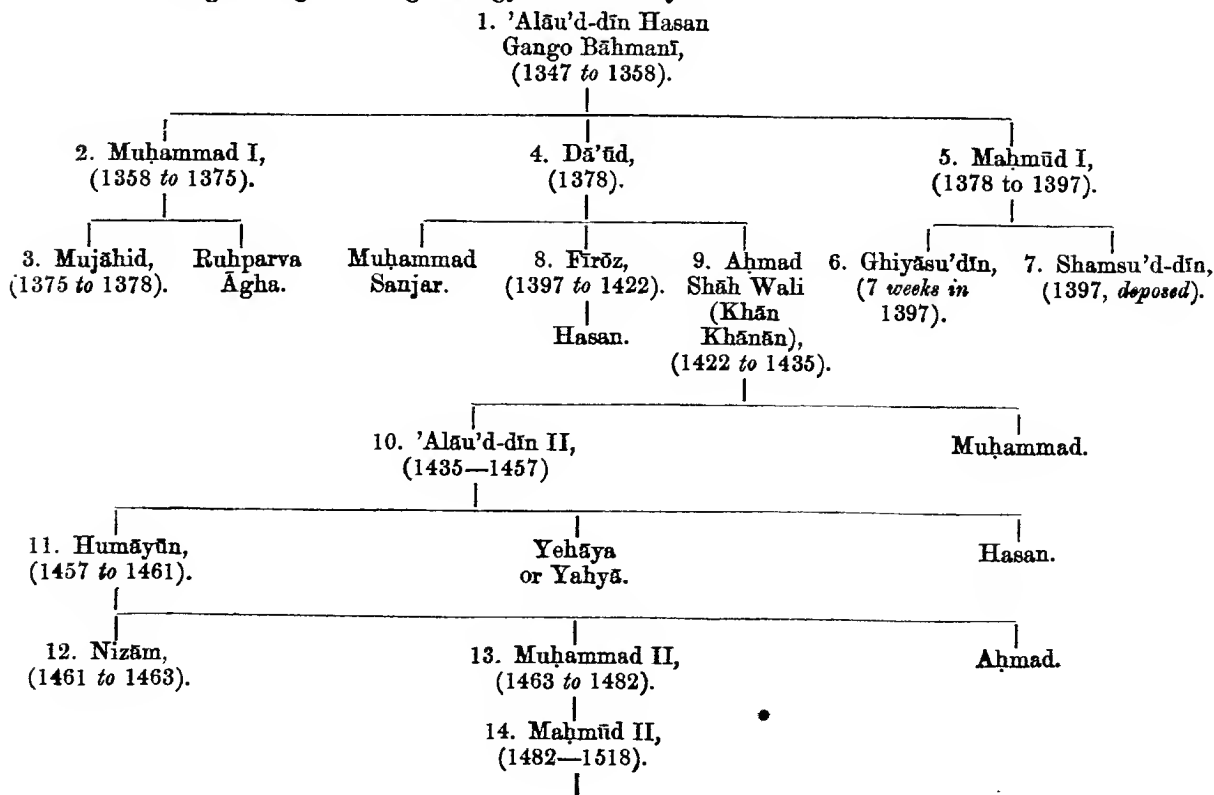 1. 'Alāu'd-dīn Hasan
Gango Bāhmanī,
(1347 to 1358).
2. Muḥammad I,
(1358 to 1375).
4. Dā'ūd,
(1378).
5. Maḥmūd I,
(1378 to 1397).
3. Mujāhid,
(1375 to 1378).
Ruhparva
Āgha.
Muḥammad
Sanjar.
8. Fīrōz,
(1397 to 1422).
Hasan.
9. Aḥmad
Shāh Wali
(Khān
Khānān),
(1422 to 1435).
6. Ghiyāsu'dīn,
(7 weeks in
1397).
7. Shamsu'd-dīn,
(1397, deposed).
10. 'Alāu'd-dīn II,
(1435—1457)
Muḥammad.
11. Humāyūn,
(1457 to 1461).
Yehāya
or Yahyā.
Hasan.
12. Nizām,
(1461 to 1463).
13. Muḥammad II,
(1463 to 1482).
Aḥmad.
14. Maḥmūd II,
(1482—1518).